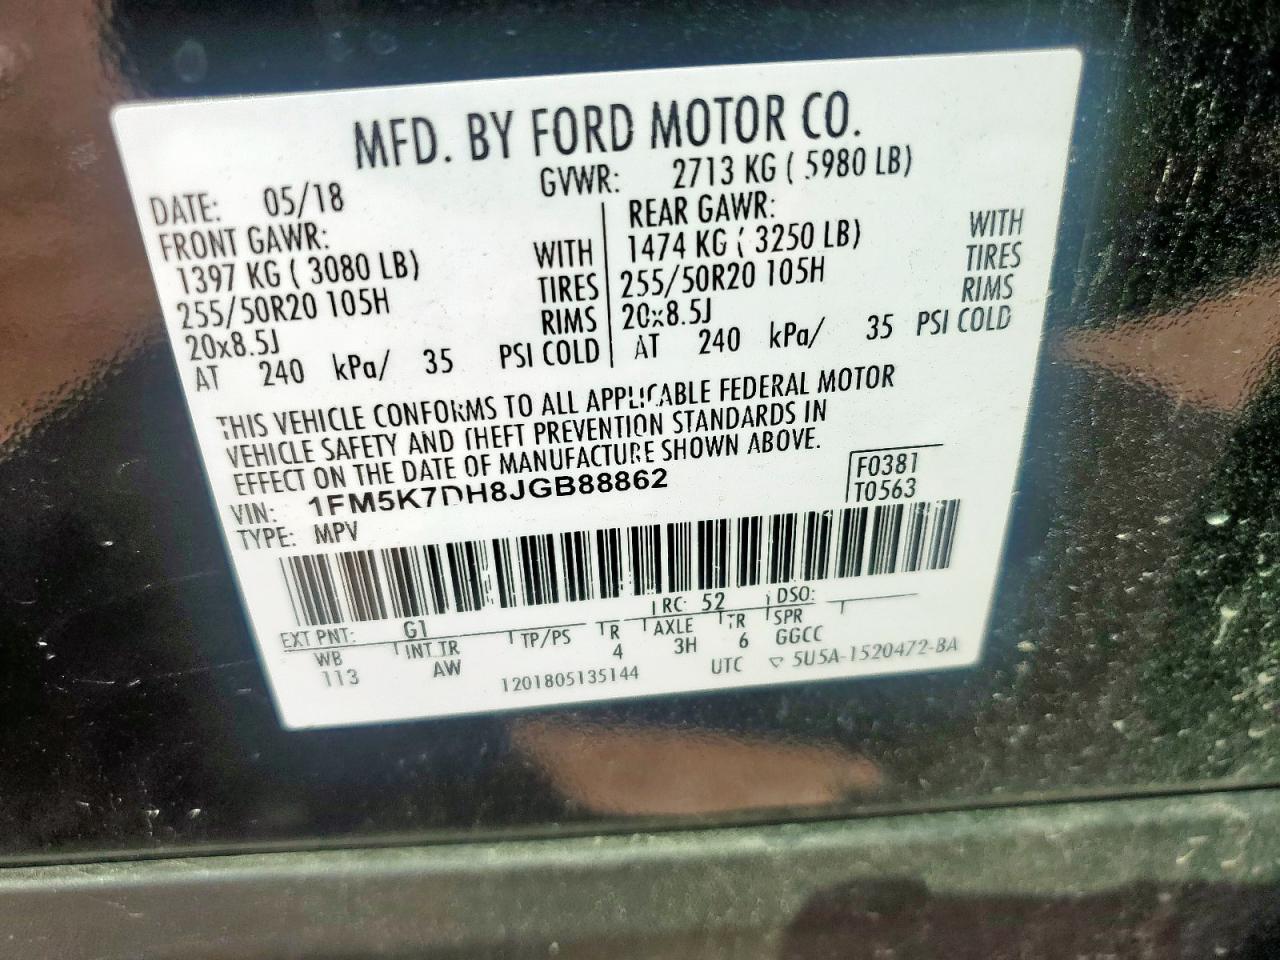 MFD. BY FORD MOTOR CO.
DATE: 05/18 GVWR: 2713 KG ( 5980 LB)
FRONT GAWR: REAR GAWR:
1397 KG ( 3080 LB) WITH 1474 KG ( 3250 LB) WITH
255/50R20 105H TIRES 255/50R20 105H TIRES
20x8.5J RIMS 20x8.5J RIMS
AT 240 kPa/ 35 PSI COLD AT 240 kPa/ 35 PSI COLD
THIS VEHICLE CONFORMS TO ALL APPLICABLE FEDERAL MOTOR
VEHICLE SAFETY AND THEFT PREVENTION STANDARDS IN
EFFECT ON THE DATE OF MANUFACTURE SHOWN ABOVE.
VIN: 1FM5K7DH8JGB88862 F0381
TYPE: MPV T0563
EXT PNT: G1 RC: 52 DSO:
WB INT TR TP/PS R AXLE TR SPR
113 AW 4 3H 6 GGCC
1201805135144 UTC ▽ 5U5A-1520472-BA